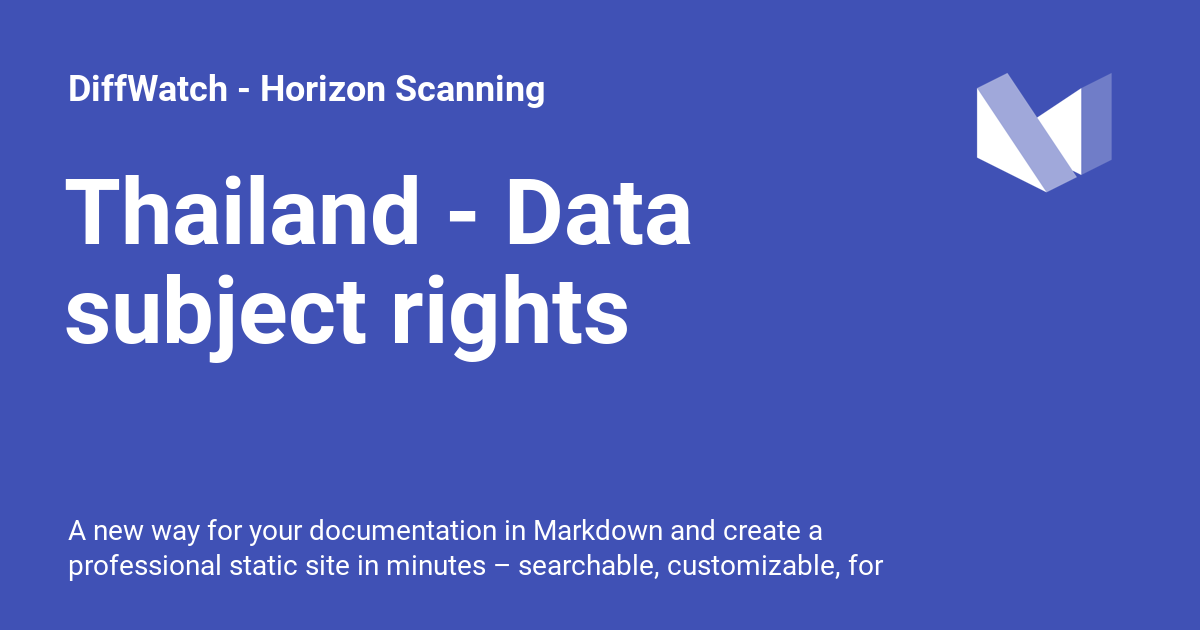 DiffWatch - Horizon Scanning
Thailand - Data
subject rights
A new way for your documentation in Markdown and create a
professional static site in minutes – searchable, customizable, for